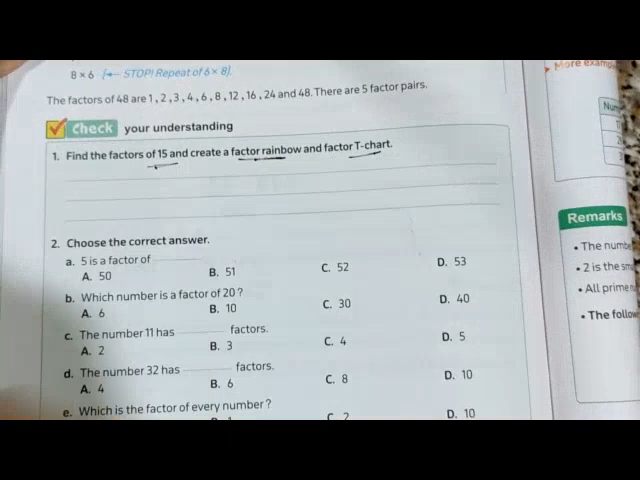 8 × 6 [← STOP! Repeat of 6 × 8].
The factors of 48 are 1 , 2 , 3 , 4 , 6 , 8 , 12 , 16 , 24 and 48. There are 5 factor pairs.
Check your understanding
1. Find the factors of 15 and create a factor rainbow and factor T-chart.
2. Choose the correct answer.
a. 5 is a factor of
A. 50 B. 51 C. 52 D. 53
b. Which number is a factor of 20 ?
A. 6 B. 10 C. 30 D. 40
c. The number 11 has factors.
A. 2 B. 3 C. 4 D. 5
d. The number 32 has factors.
A. 4 B. 6 C. 8 D. 10
e. Which is the factor of every number ?
C. 2 D. 10
More
Remarks
• The
• 2 is the
• All prime
• The